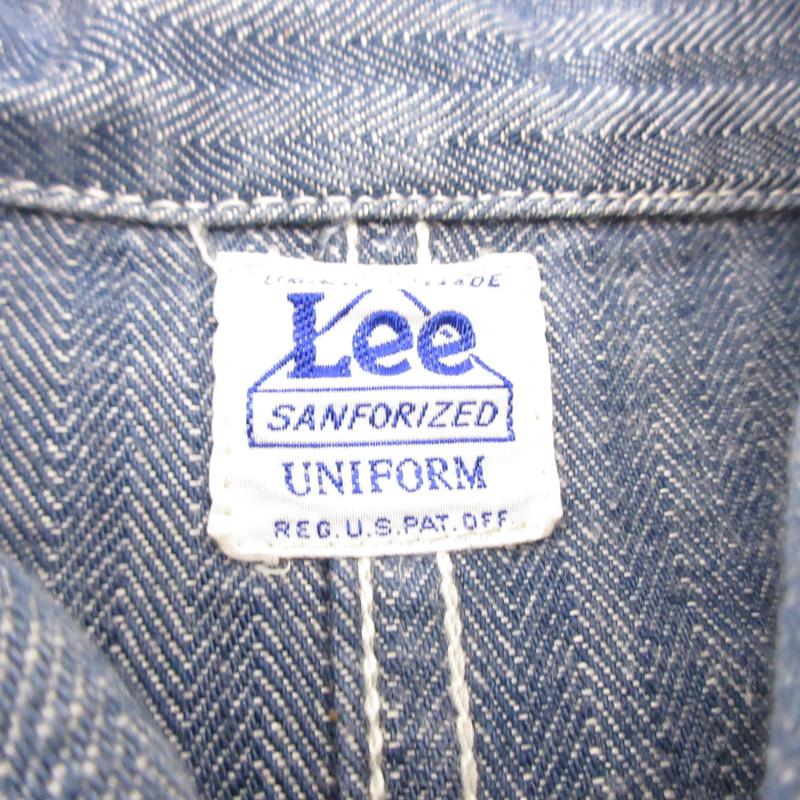 Lee
SANFORIZED
UNIFORM
REG. U.S. PAT. OFF.